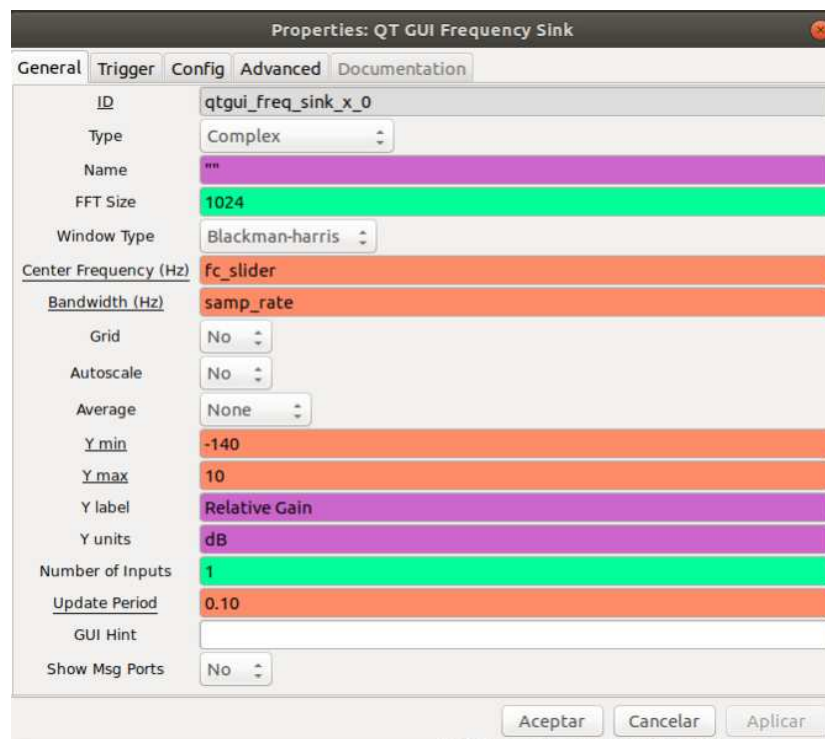 Properties: QT GUI Frequency Sink
General Trigger Config Advanced Documentation
ID qtgui_freq_sink_x_0
Type Complex
Name ""
FFT Size 1024
Window Type Blackman-harris
Center Frequency (Hz) fc_slider
Bandwidth (Hz) samp_rate
Grid No
Autoscale No
Average None
Y min -140
Y max 10
Y label Relative Gain
Y units dB
Number of Inputs 1
Update Period 0.10
GUI Hint
Show Msg Ports No
Aceptar Cancelar Aplicar